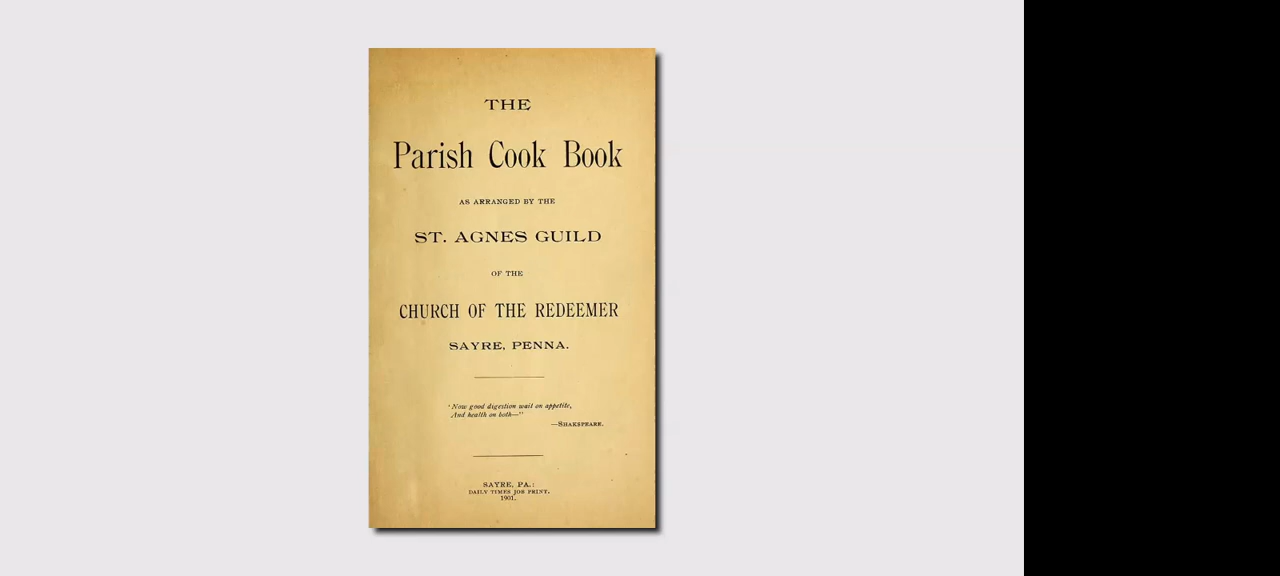 THE
Parish Cook Book
AS ARRANGED BY THE
ST. AGNES GUILD
OF THE
CHURCH OF THE REDEEMER
SAYRE, PENNA.
"Now good digestion wait on appetite,
And health on both—"
—SHAKSPEARE.
SAYRE, PA.:
DAILY TIMES JOB PRINT.
1901.